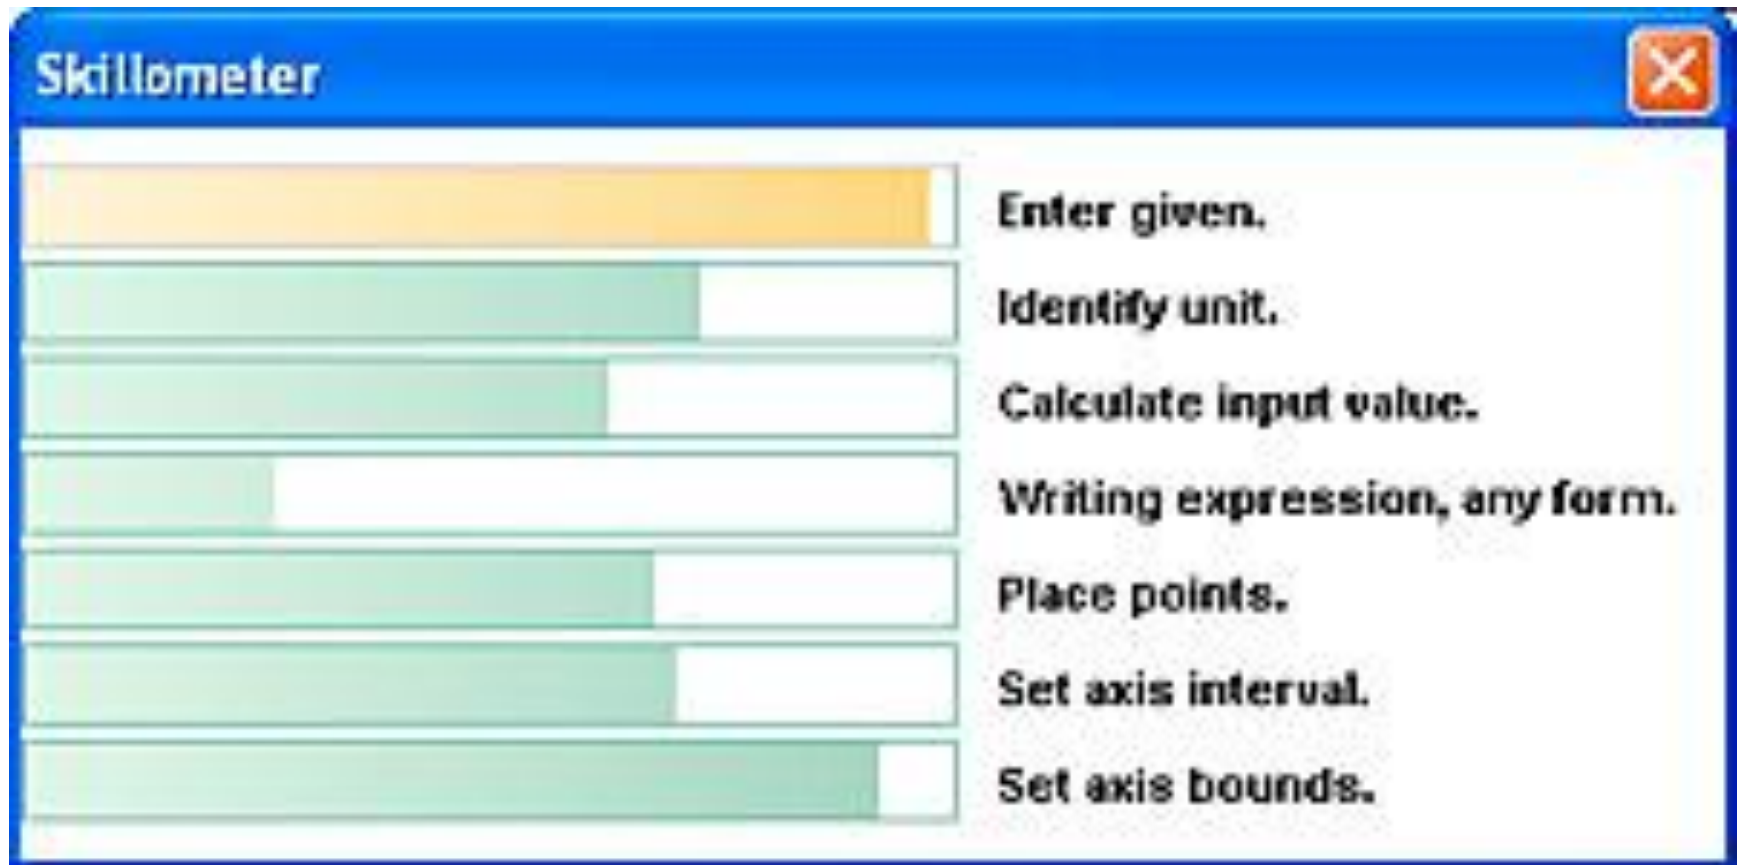 Skillometer
Enter given.
Identify unit.
Calculate input value.
Writing expression, any form.
Place points.
Set axis interval.
Set axis bounds.